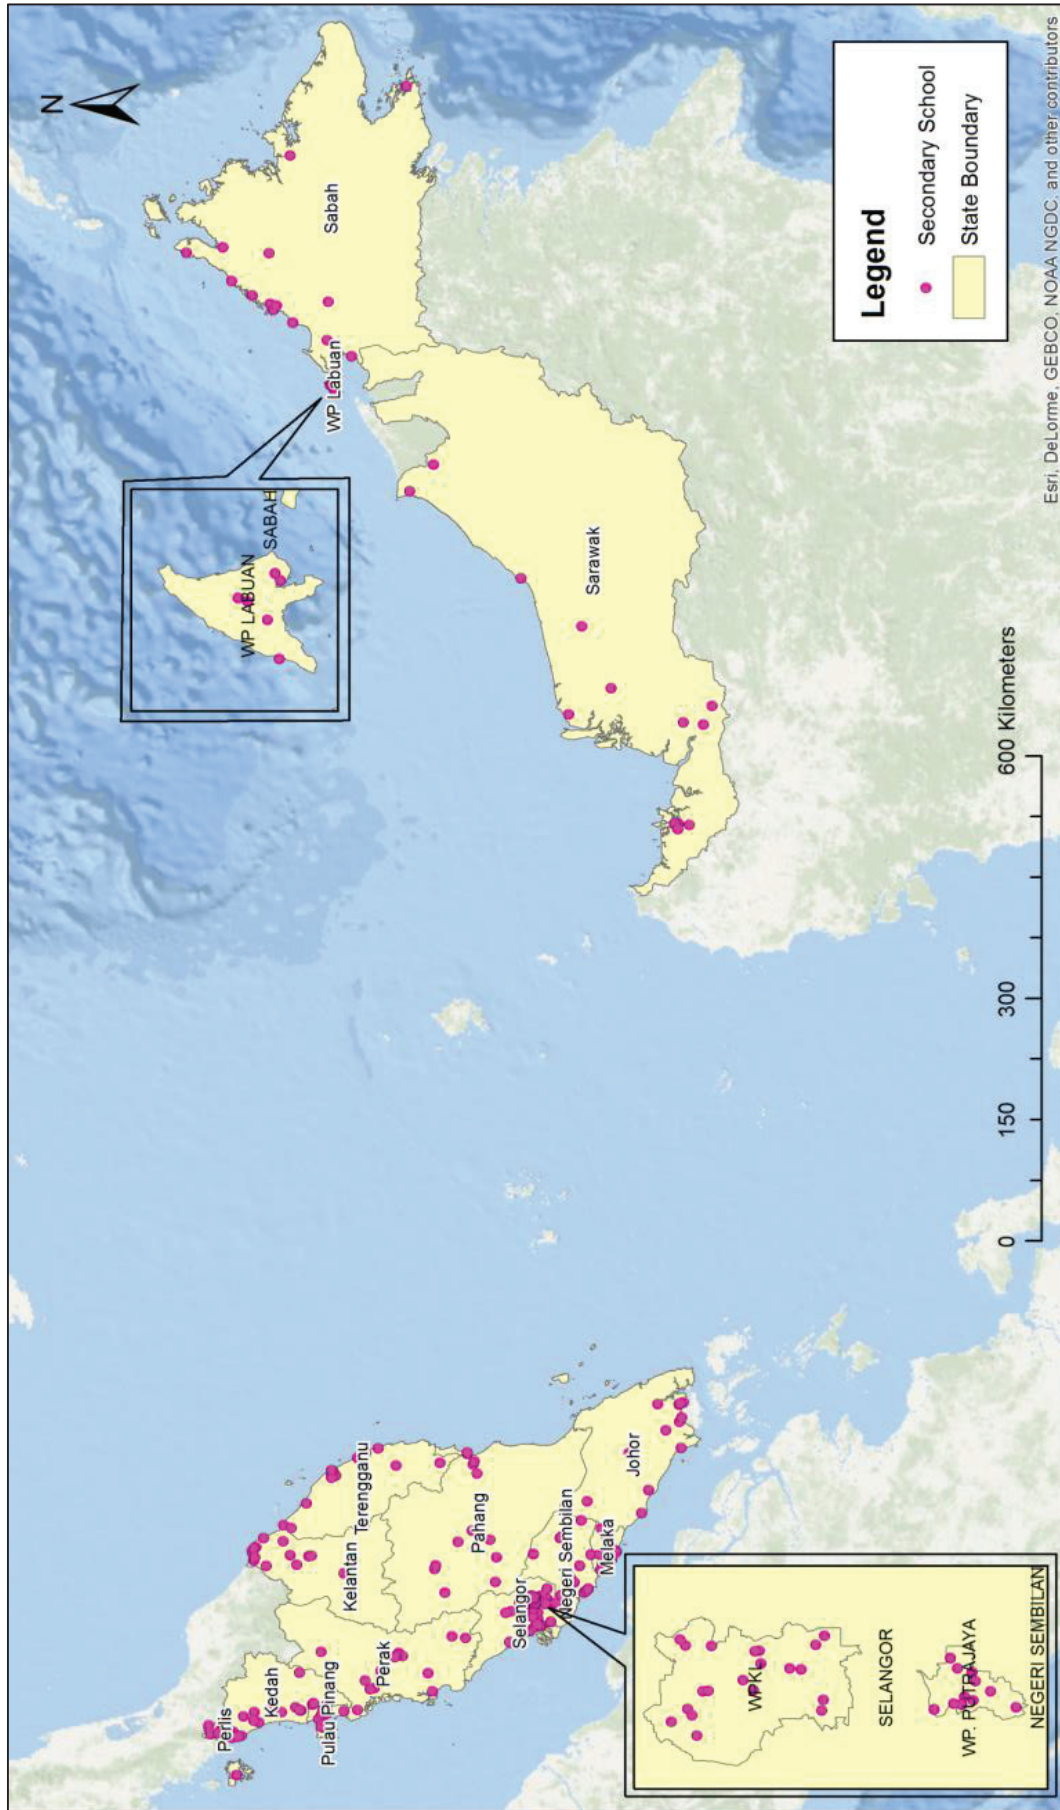 N
Perlis
Kedah
Pulau Pinang
Perak
Kelantan
Terengganu
Pahang
Selangor
Negeri Sembilan
Melaka
Johor
WPKL
SELANGOR
WP. PUTRAJAYA
NEGERI SEMBILAN
WP LABUAN
SABAH
WP Labuan
Sabah
Sarawak
0 150 300 600 Kilometers
Legend
Secondary School
State Boundary
Esri, DeLorme, GEBCO, NOAA NGDC, and other contributors